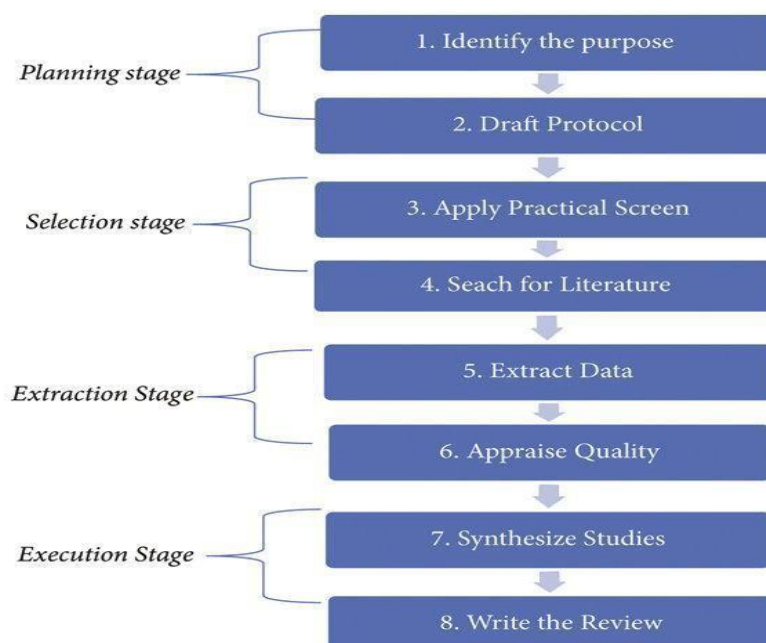 1. Identify the purpose
Planning stage
2. Draft Protocol
3. Apply Practical Screen
Selection stage
4. Seach for Literature
5. Extract Data
Extraction Stage
6. Appraise Quality
7. Synthesize Studies
Execution Stage
8. Write the Review